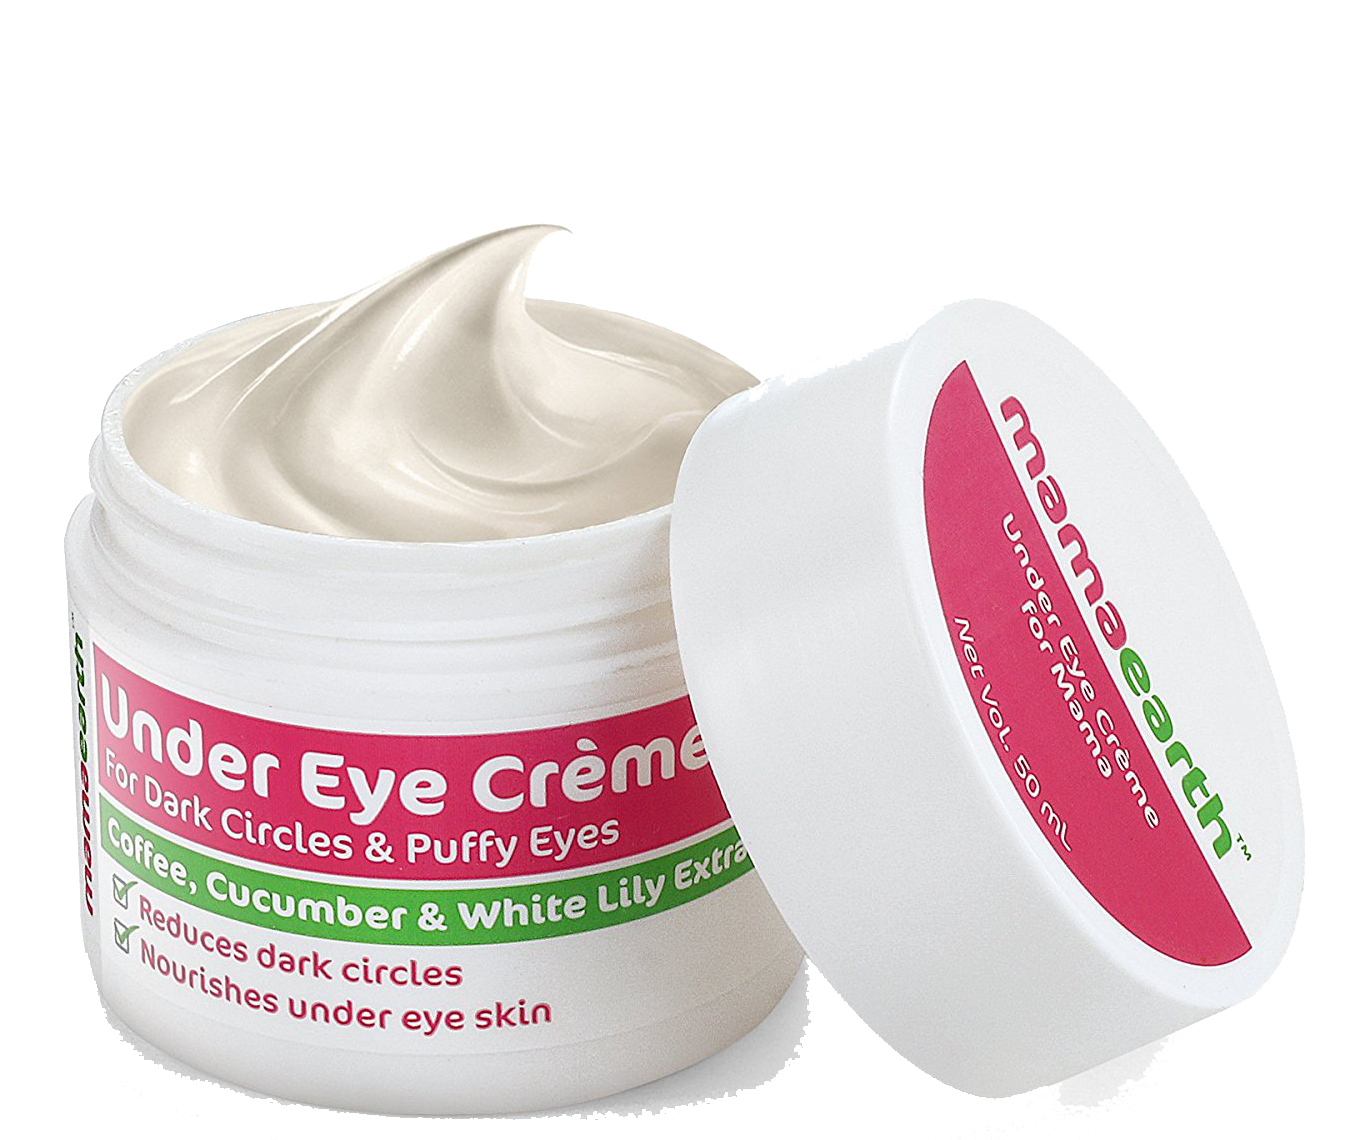 Under Eye Crème
For Dark Circles & Puffy Eyes
Coffee, Cucumber & White Lily
Reduces dark circles
Nourishes under eye skin
mamaearth
mamaearth™
Under Eye Crème
For Mama
Net Vol. 50 ml